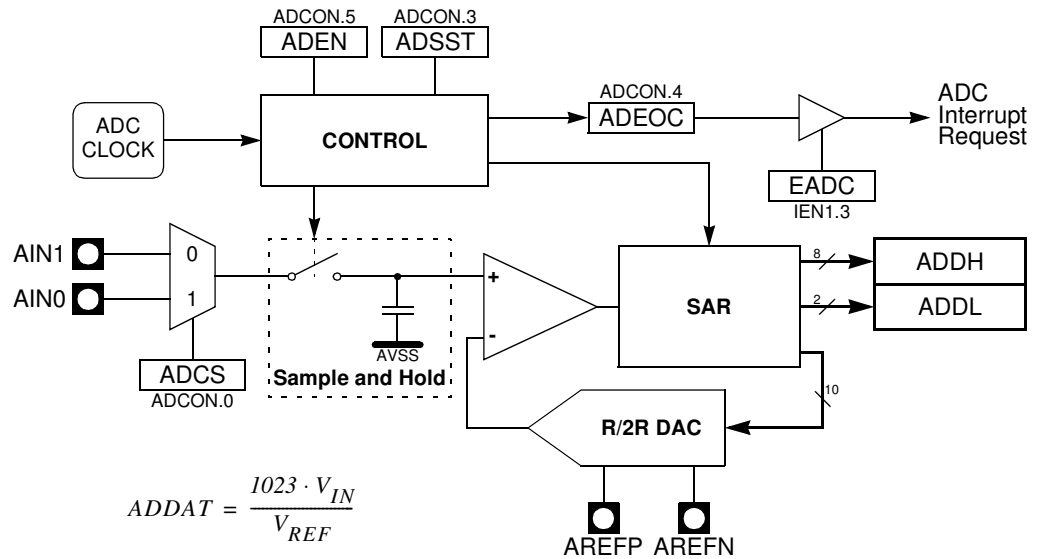 ADCON.5
ADEN
ADCON.3
ADSST
ADC
CLOCK
CONTROL
ADCON.4
ADEOC
ADC
Interrupt
Request
EADC
IEN1.3
AIN1
AIN0
0
1
ADCS
ADCON.0
AVSS
Sample and Hold
+
-
SAR
8
2
ADDH
ADDL
10
R/2R DAC
AREFP
AREFN
ADDAT = 1023 · VIN / VREF